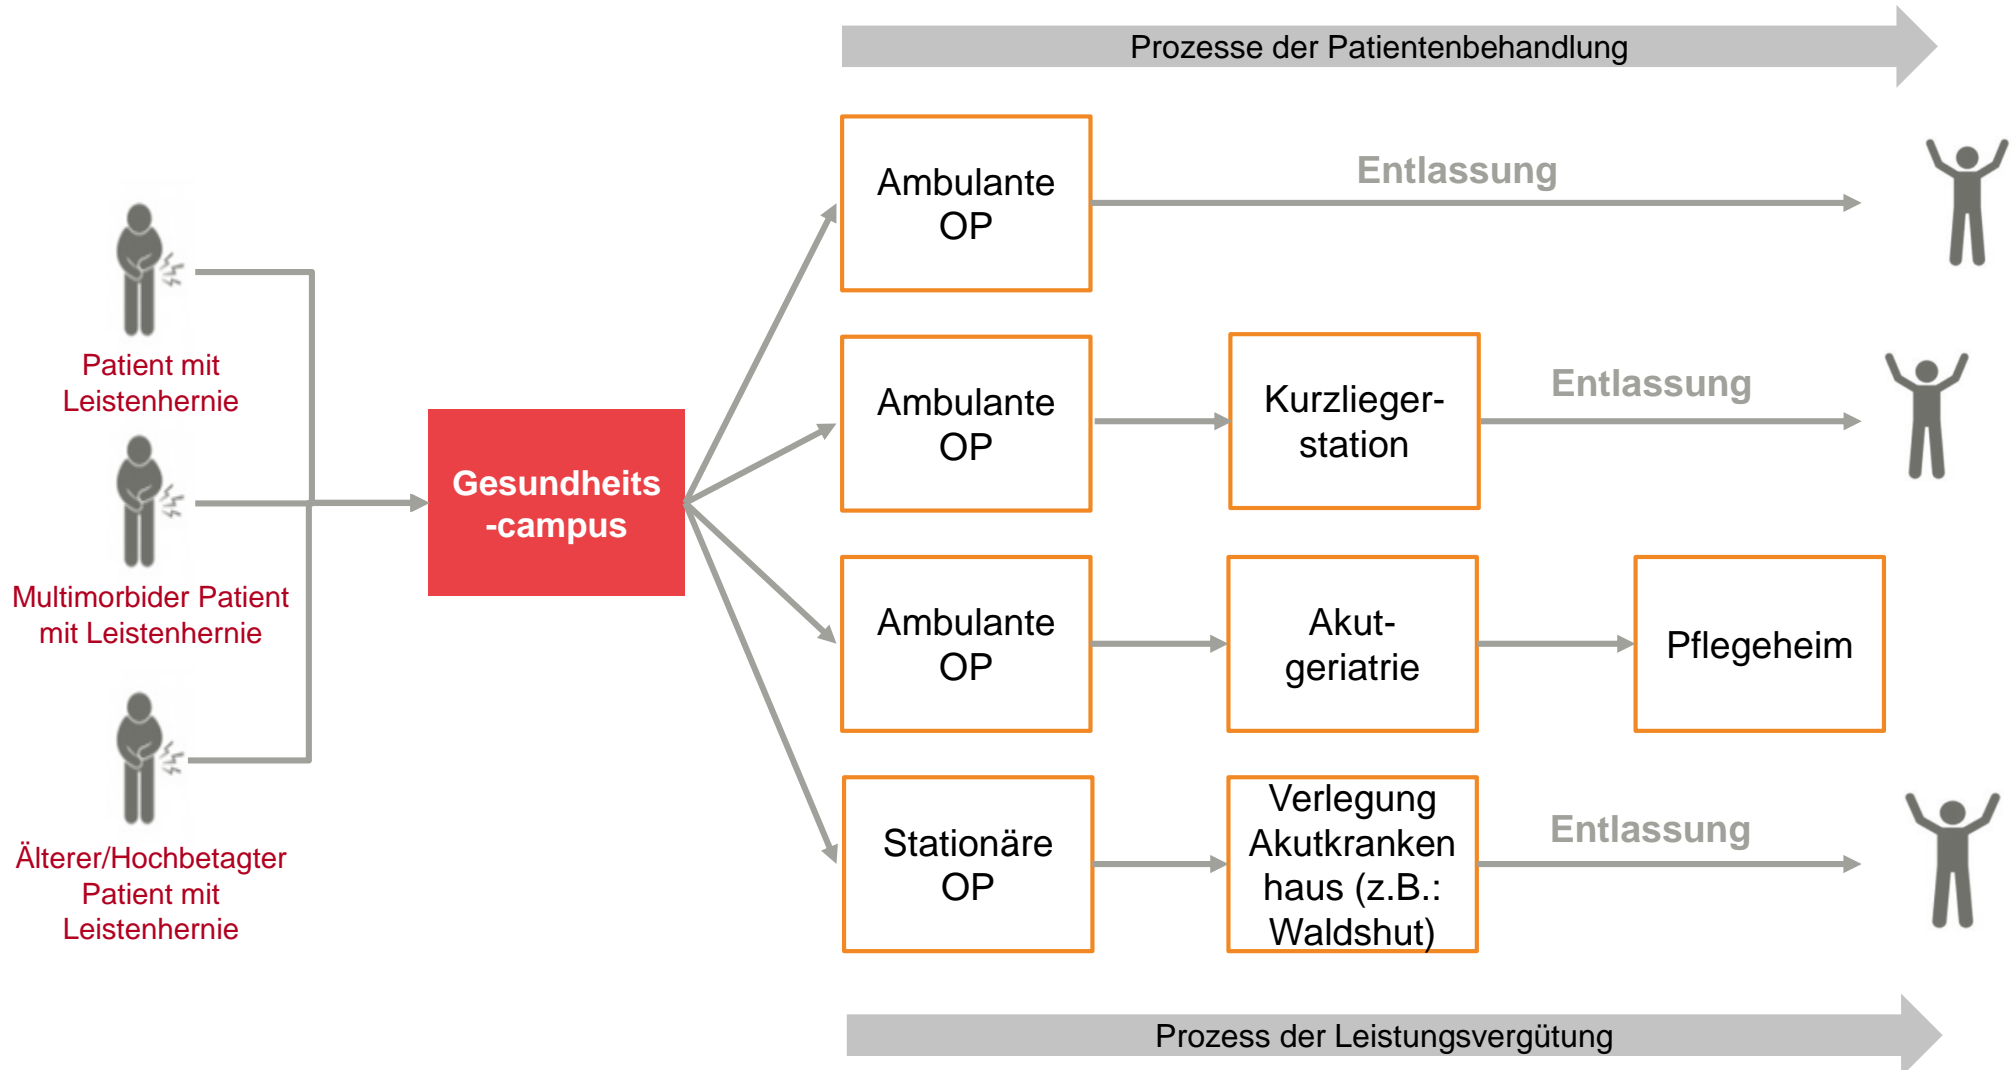 Prozesse der Patientenbehandlung
Patient mit
Leistenhernie
Multimorbider Patient
mit Leistenhernie
Älterer/Hochbetagter
Patient mit
Leistenhernie
Gesundheits
-campus
Ambulante
OP
Entlassung
Ambulante
OP
Kurzlieger-
station
Entlassung
Ambulante
OP
Akut-
geriatrie
Pflegeheim
Stationäre
OP
Verlegung
Akutkranken
haus (z.B.:
Waldshut)
Entlassung
Prozess der Leistungsvergütung